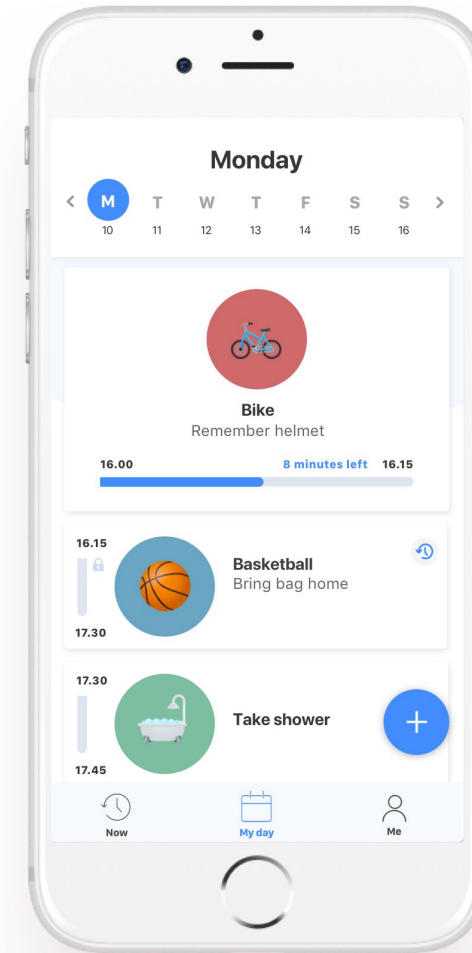 Monday
< M T W T F S S >
10 11 12 13 14 15 16
Bike
Remember helmet
16.00 8 minutes left 16.15
16.15
Basketball
Bring bag home
17.30
17.30
Take shower
+
17.45
Now My day Me